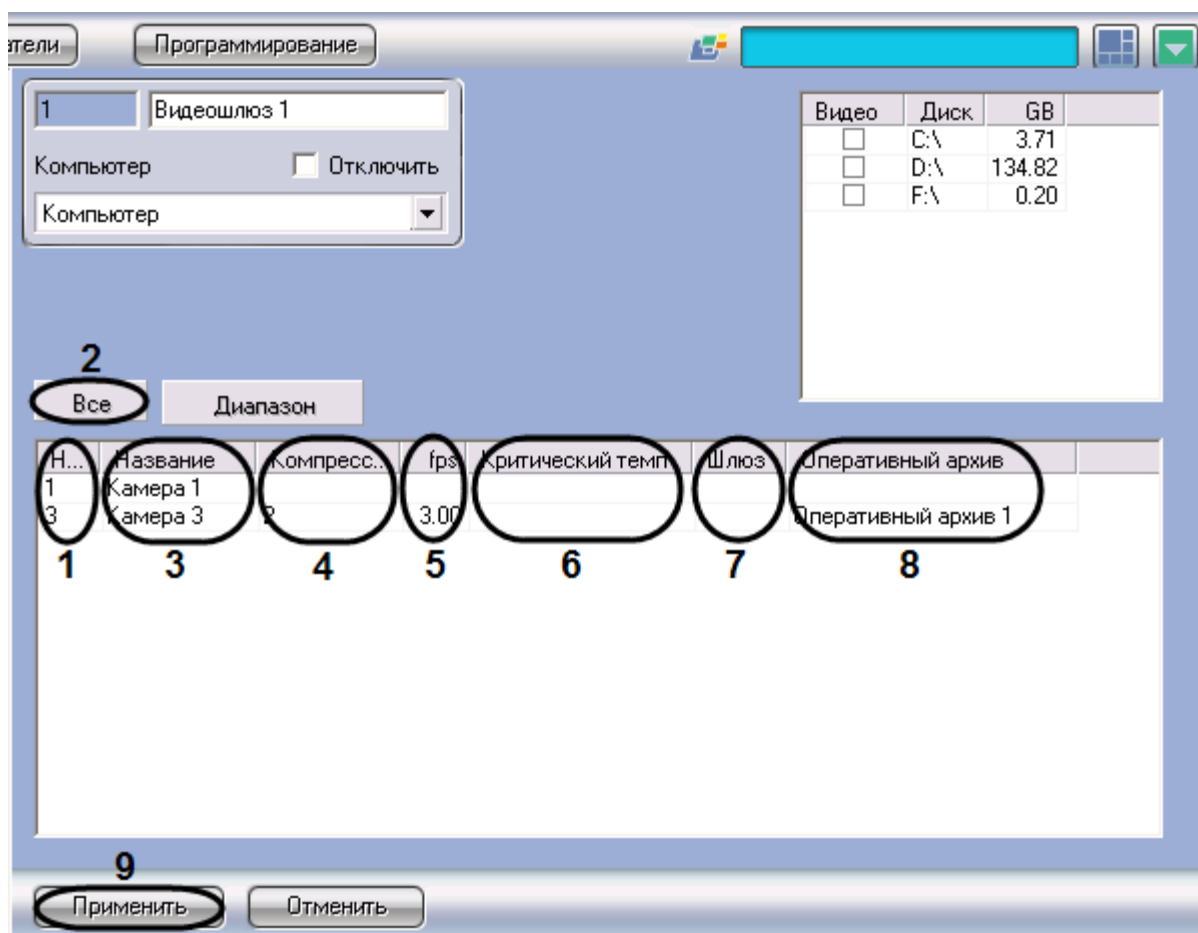 атели Программирование
1 Видеошлюз 1
Компьютер Отключить
Компьютер
Видео Диск GB
C:\ 3.71
D:\ 134.82
F:\ 0.20
2
Все Диапазон
Н... Название Компресс... fps Критический темп Шлюз Оперативный архив
1 Камера 1
3 Камера 3 2 3.00 Оперативный архив 1
1 3 4 5 6 7 8
9
Применить Отменить